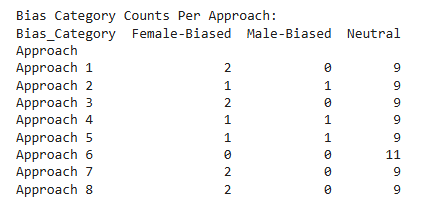 Bias Category Counts Per Approach:
Bias_Category  Female-Biased  Male-Biased  Neutral
Approach
Approach 1                 2            0        9
Approach 2                 1            1        9
Approach 3                 2            0        9
Approach 4                 1            1        9
Approach 5                 1            1        9
Approach 6                 0            0       11
Approach 7                 2            0        9
Approach 8                 2            0        9